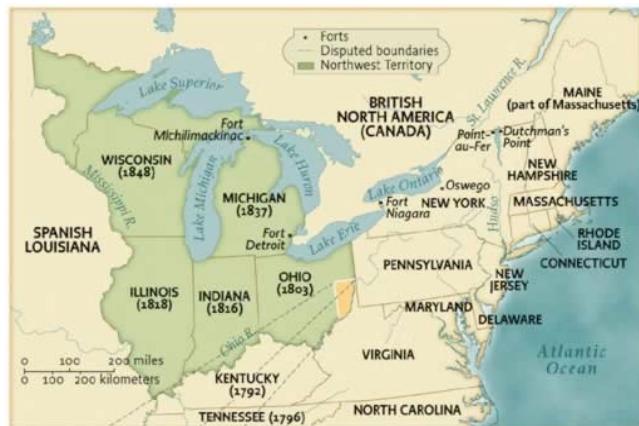 Forts
Disputed boundaries
Northwest Territory
Lake Superior
Fort
Michilimackinac
BRITISH
NORTH AMERICA
(CANADA)
St. Lawrence R.
MAINE
(part of Massachusetts)
Point-
au-Fer
Dutchman's
Point
WISCONSIN
(1848)
Mississippi R.
Lake Michigan
Lake Huron
MICHIGAN
(1837)
Lake Ontario
Oswego
NEW YORK
NEW
HAMPSHIRE
Fort
Niagara
MASSACHUSETTS
SPANISH
LOUISIANA
Fort
Detroit
Lake Erie
RHODE
ISLAND
CONNECTICUT
ILLINOIS
(1818)
INDIANA
(1816)
OHIO
(1803)
PENNSYLVANIA
NEW
JERSEY
MARYLAND
DELAWARE
Ohio R.
VIRGINIA
Atlantic
Ocean
0 100 200 miles
0 100 200 kilometers
KENTUCKY
(1792)
TENNESSEE (1796)
NORTH CAROLINA